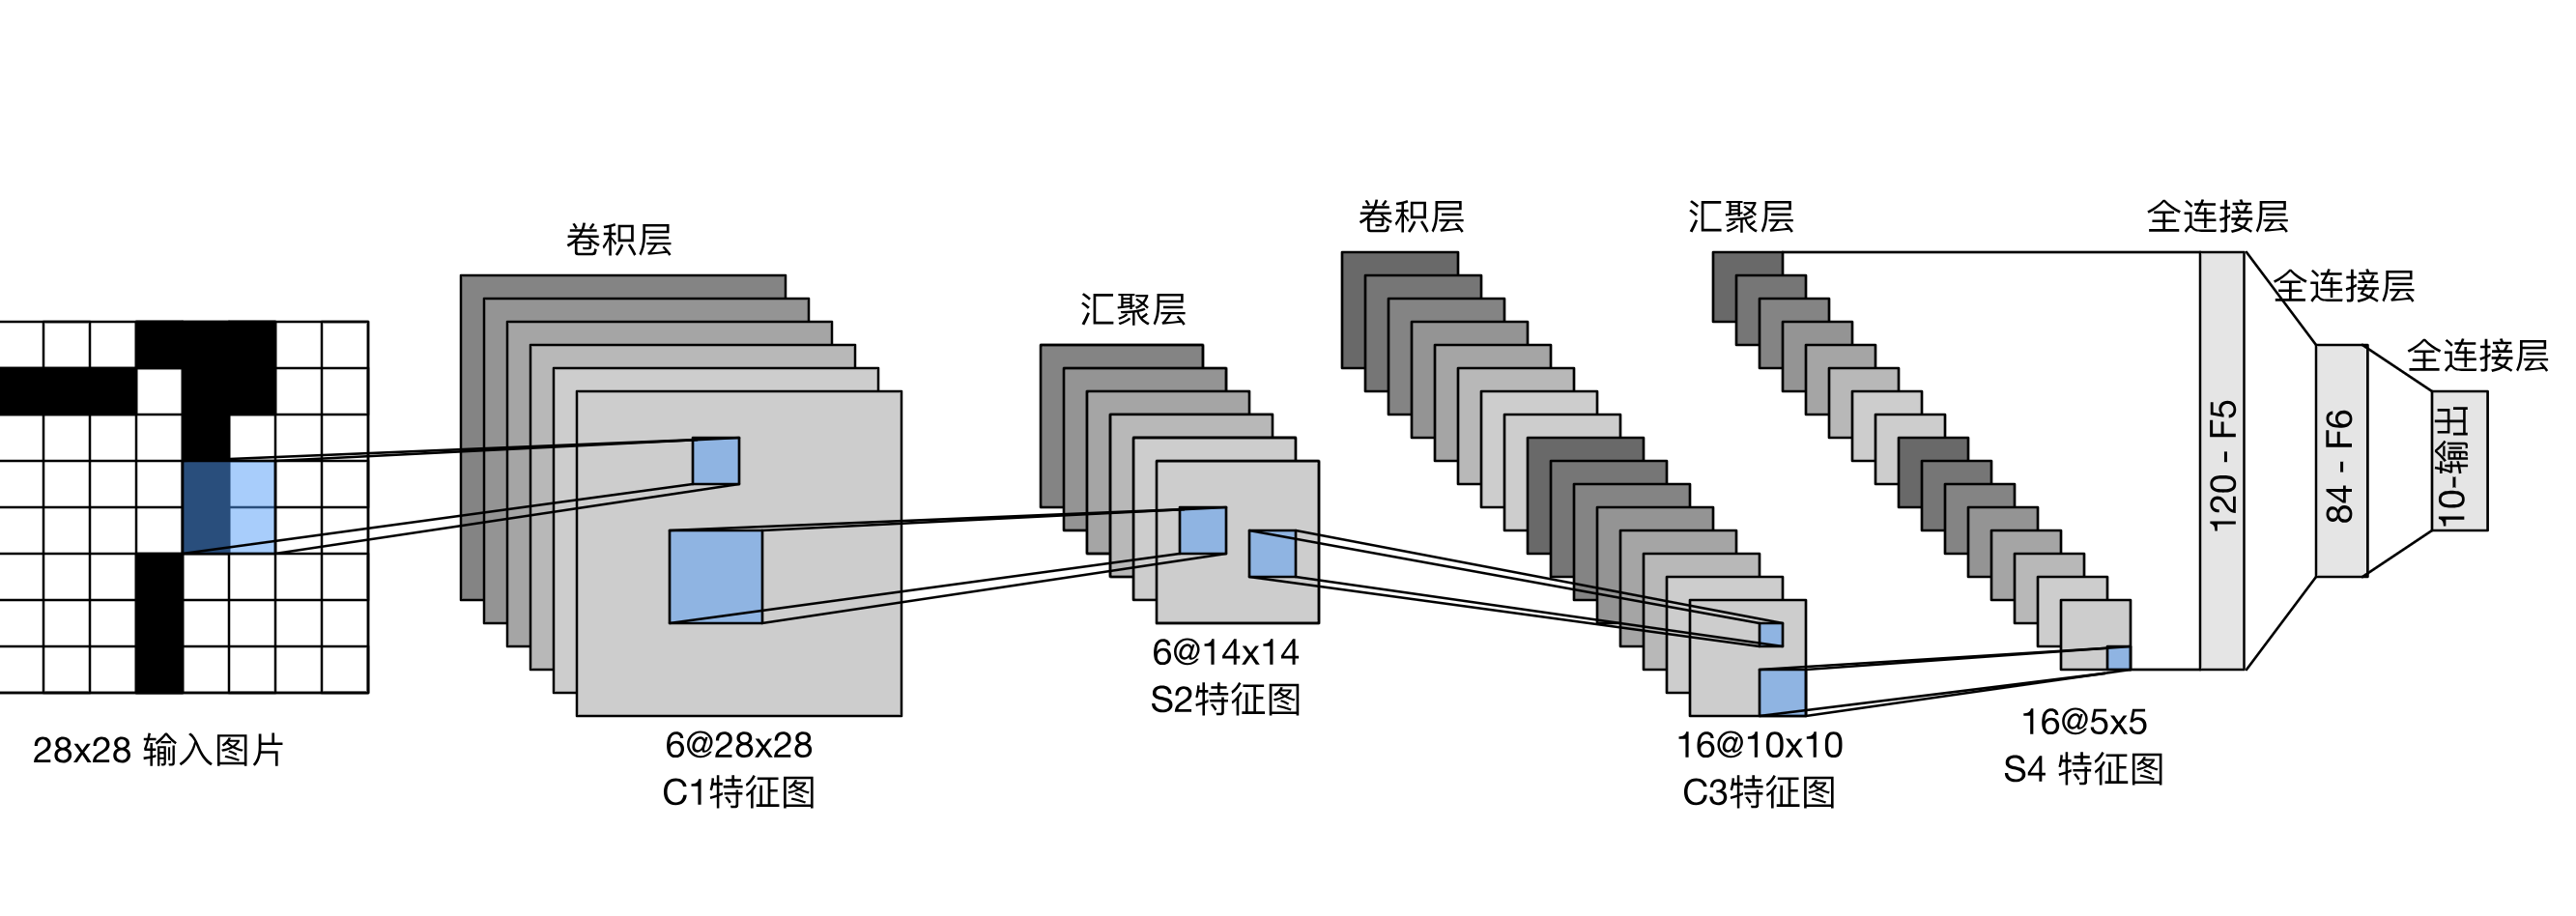 卷积层
汇聚层
卷积层
汇聚层
全连接层
全连接层
全连接层
28x28 输入图片
6@28x28
C1特征图
6@14x14
S2特征图
16@10x10
C3特征图
16@5x5
S4 特征图
120 - F5
84 - F6
10-输出